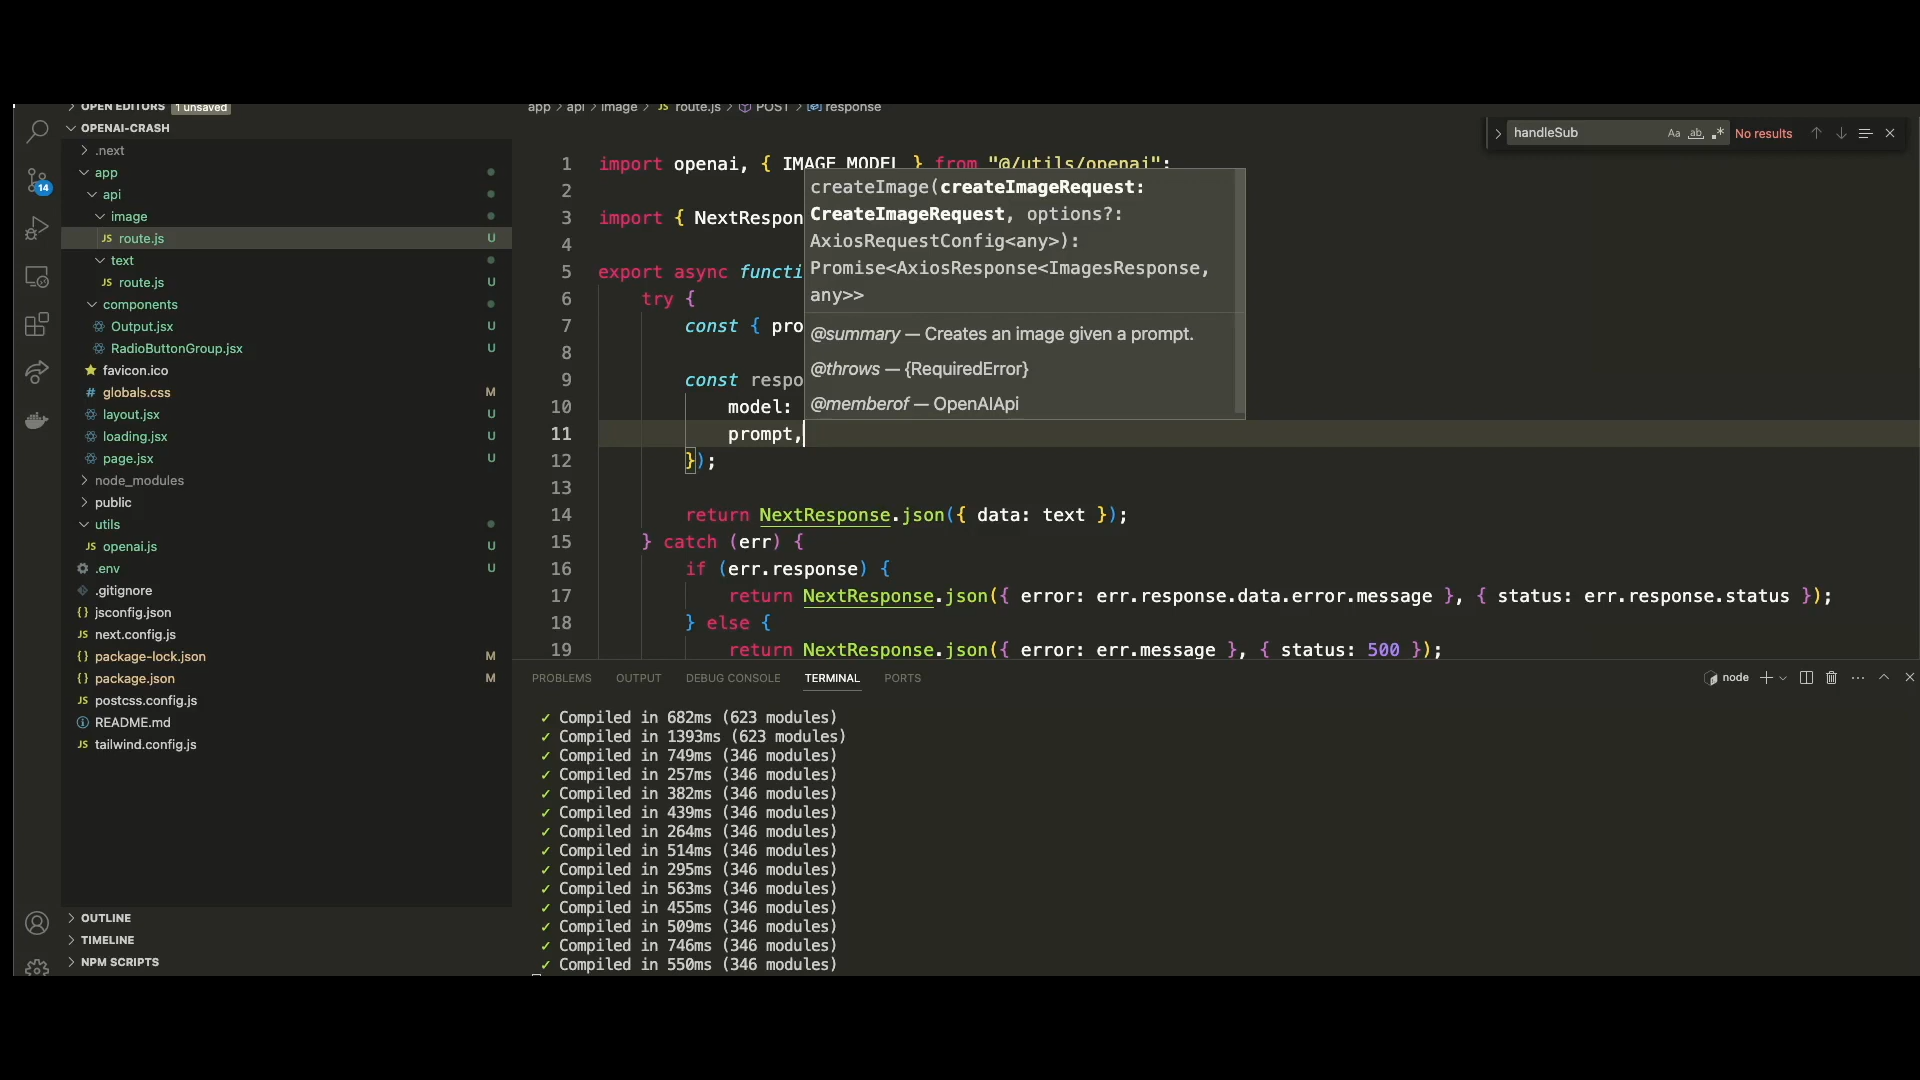 OPEN EDITORS 1 unsaved
OPENAI-CRASH
.next
app
api
image
JS route.js U
text
JS route.js U
components
Output.jsx U
RadioButtonGroup.jsx U
favicon.ico
# globals.css M
layout.jsx U
loading.jsx U
page.jsx U
node_modules
public
utils
JS openai.js U
.env U
.gitignore
{} jsconfig.json
JS next.config.js
{} package-lock.json M
{} package.json M
JS postcss.config.js
README.md
JS tailwind.config.js
OUTLINE
TIMELINE
NPM SCRIPTS
14
app > api > image > JS route.js > POST > response
handleSub Aa ab No results
1 import openai, { IMAGE_MODEL } from "@/utils/openai";
2
3 import { NextRespon
4
5 export async functi
6 try {
7 const { pro
8
9 const respo
10 model:
11 prompt,
12 });
13
14 return NextResponse.json({ data: text });
15 } catch (err) {
16 if (err.response) {
17 return NextResponse.json({ error: err.response.data.error.message }, { status: err.response.status });
18 } else {
19 return NextResponse.json({ error: err.message }, { status: 500 });
createImage(createImageRequest:
CreateImageRequest, options?:
AxiosRequestConfig<any>):
Promise<AxiosResponse<ImagesResponse,
any>>
@summary — Creates an image given a prompt.
@throws — {RequiredError}
@memberof — OpenAIApi
PROBLEMS OUTPUT DEBUG CONSOLE TERMINAL PORTS
node
✓ Compiled in 682ms (623 modules)
✓ Compiled in 1393ms (623 modules)
✓ Compiled in 749ms (346 modules)
✓ Compiled in 257ms (346 modules)
✓ Compiled in 382ms (346 modules)
✓ Compiled in 439ms (346 modules)
✓ Compiled in 264ms (346 modules)
✓ Compiled in 514ms (346 modules)
✓ Compiled in 295ms (346 modules)
✓ Compiled in 563ms (346 modules)
✓ Compiled in 455ms (346 modules)
✓ Compiled in 509ms (346 modules)
✓ Compiled in 746ms (346 modules)
✓ Compiled in 550ms (346 modules)